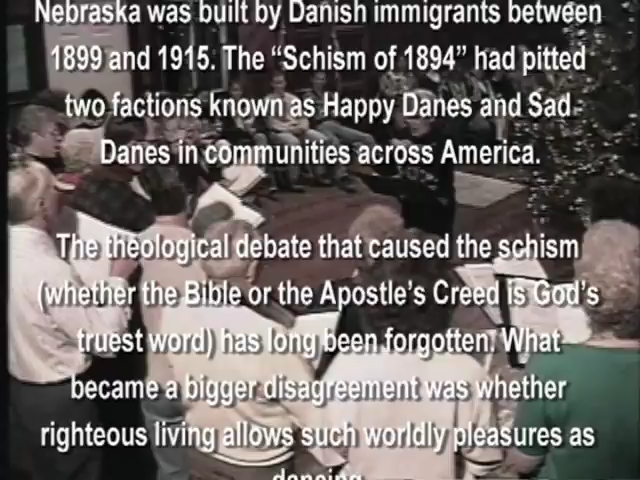 Nebraska was built by Danish immigrants between
1899 and 1915. The “Schism of 1894” had pitted
two factions known as Happy Danes and Sad
Danes in communities across America.
The theological debate that caused the schism
(whether the Bible or the Apostle’s Creed is God’s
truest word) has long been forgotten. What
became a bigger disagreement was whether
righteous living allows such worldly pleasures as
dancing